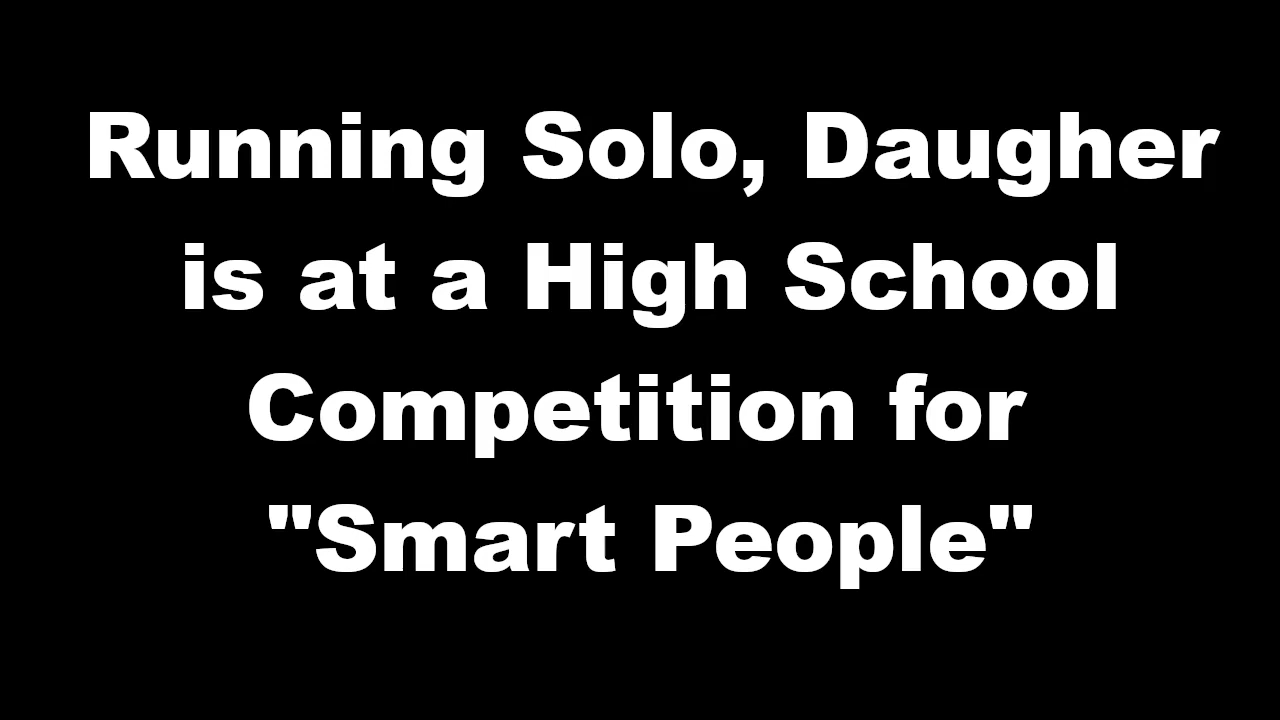 Running Solo, Daugher
is at a High School
Competition for
"Smart People"